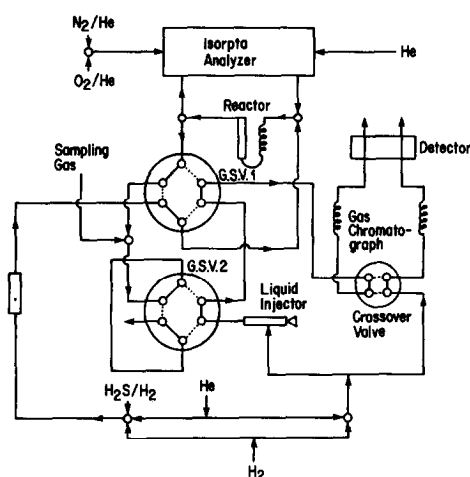 N2/He
O2/He
Isorpta
Analyzer
He
Reactor
Sampling
Gas
G.S.V.1
Detector
Gas
Chromato-
graph
G.S.V.2
Liquid
Injector
Crossover
Valve
H2S/H2
He
H2